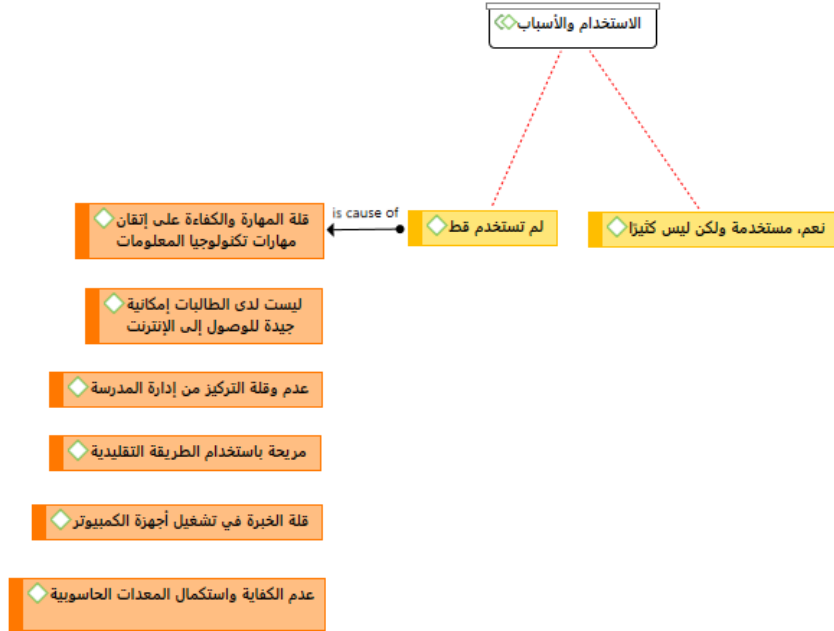 الاستخدام والأسباب
نعم، مستخدمة ولكن ليس كثيرًا
لم تستخدم قط
is cause of
قلة المهارة والكفاءة على إتقان
مهارات تكنولوجيا المعلومات
ليست لدى الطالبات إمكانية
جيدة للوصول إلى الإنترنت
عدم وقلة التركيز من إدارة المدرسة
مريحة باستخدام الطريقة التقليدية
قلة الخبرة في تشغيل أجهزة الكمبيوتر
عدم الكفاية واستكمال المعدات الحاسوبية